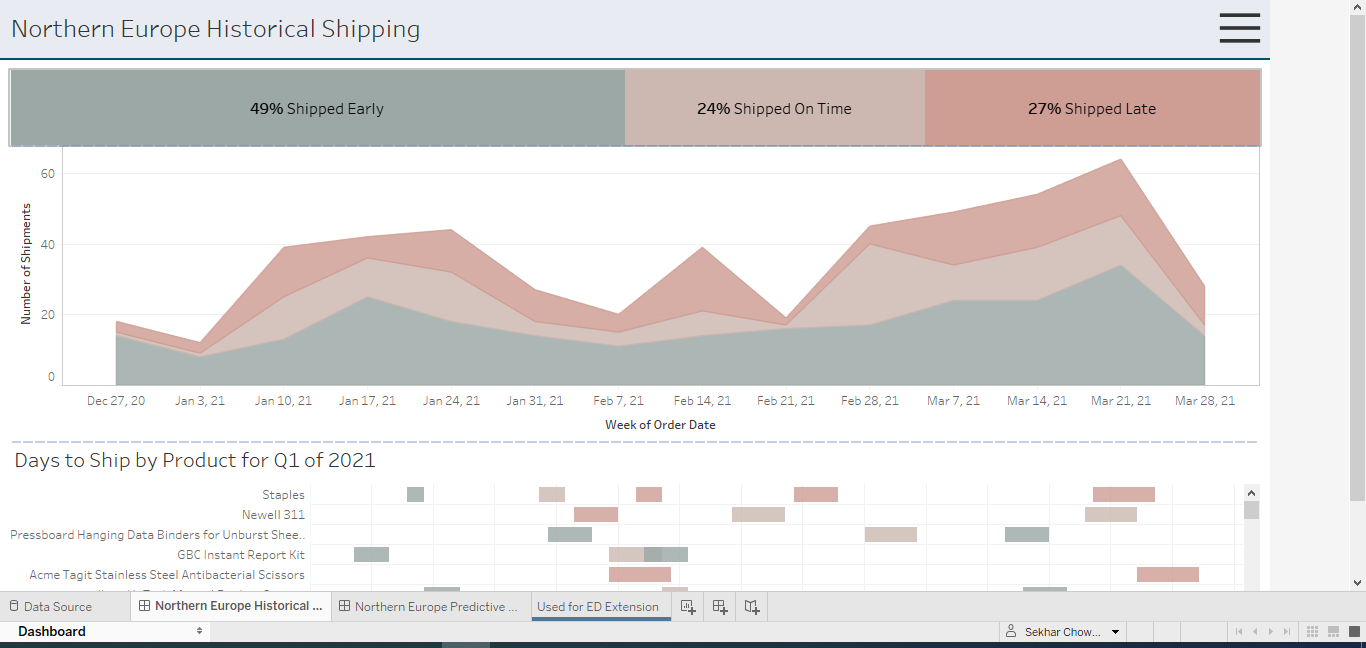 Northern Europe Historical Shipping
49% Shipped Early
24% Shipped On Time
27% Shipped Late
Number of Shipments
60
40
20
0
Dec 27, 20 Jan 3, 21 Jan 10, 21 Jan 17, 21 Jan 24, 21 Jan 31, 21 Feb 7, 21 Feb 14, 21 Feb 21, 21 Feb 28, 21 Mar 7, 21 Mar 14, 21 Mar 21, 21 Mar 28, 21
Week of Order Date
Days to Ship by Product for Q1 of 2021
Staples
Newell 311
Pressboard Hanging Data Binders for Unburst Shee..
GBC Instant Report Kit
Acme Tagit Stainless Steel Antibacterial Scissors
Data Source Northern Europe Historical ... Northern Europe Predictive ... Used for ED Extension
Dashboard Sekhar Chow...